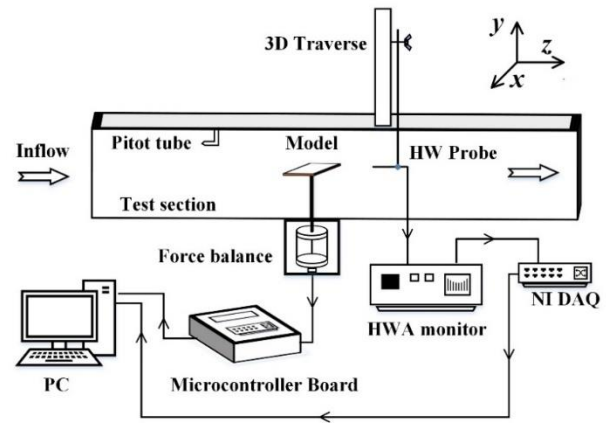 3D Traverse
y
z
x
Pitot tube
Model
HW Probe
Inflow
Test section
Force balance
HWA monitor
NI DAQ
PC
Microcontroller Board